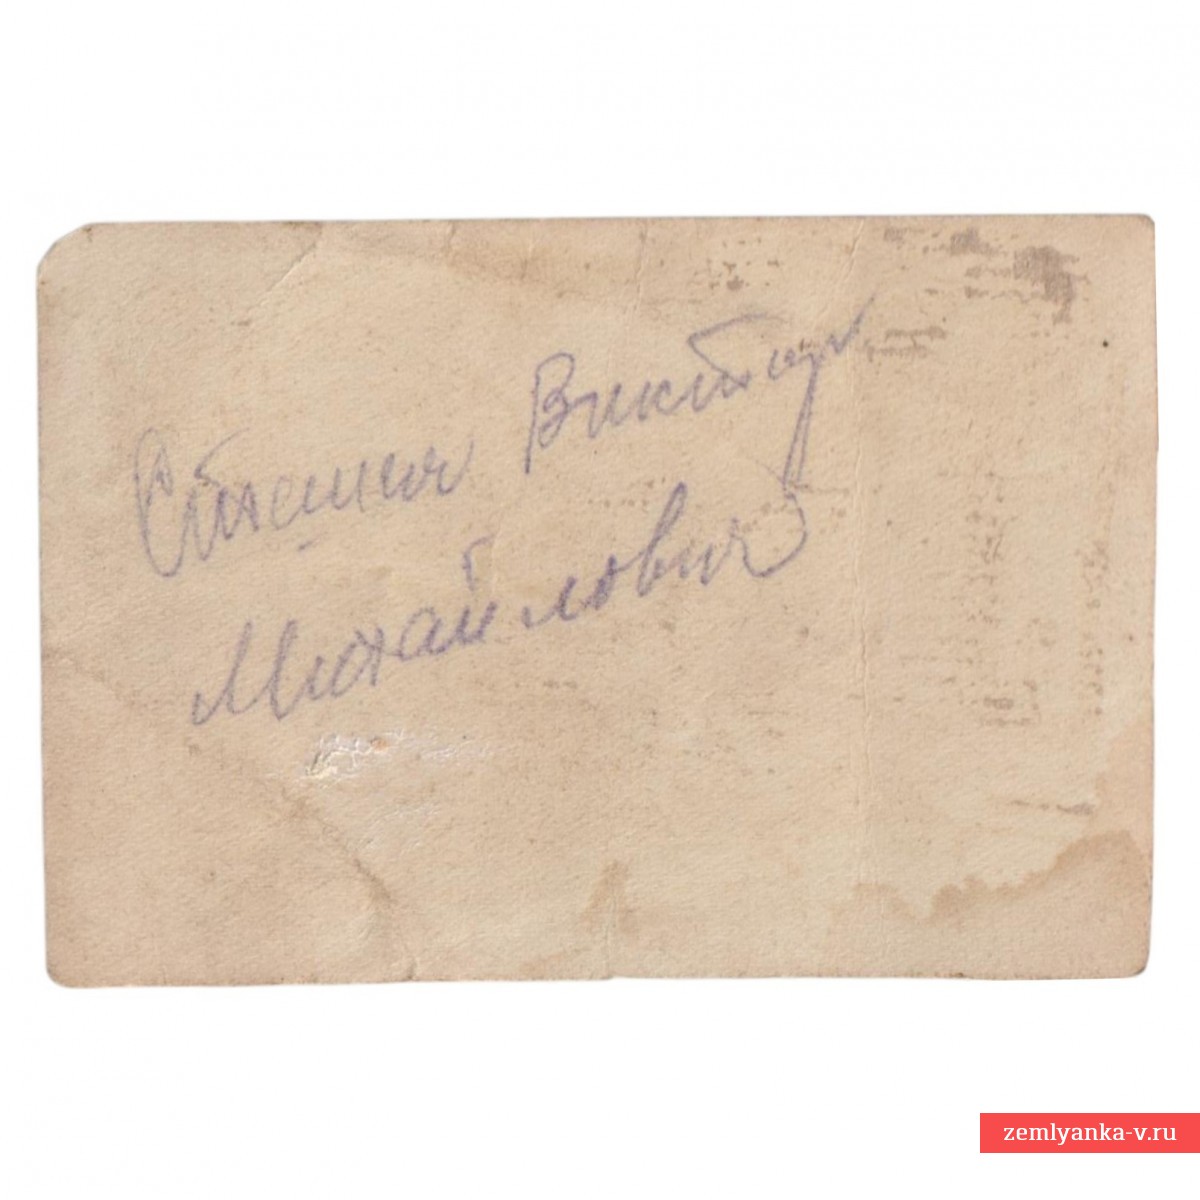 Виктор
Михайлович
zemlyanka-v.ru